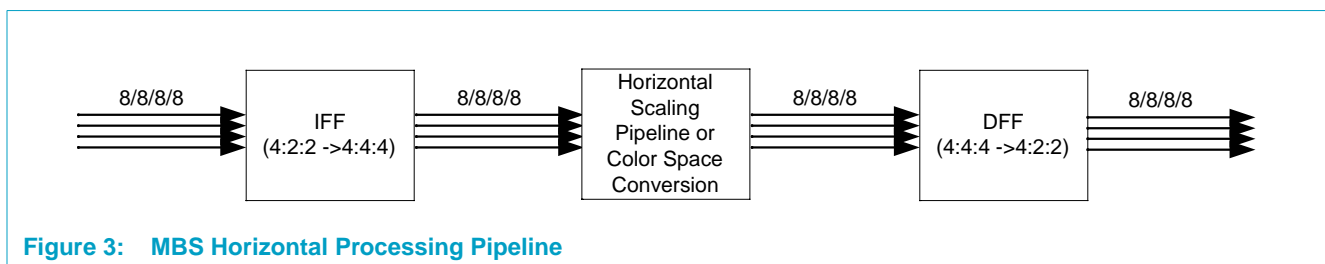 8/8/8/8
IFF
(4:2:2 ->4:4:4)
8/8/8/8
Horizontal
Scaling
Pipeline or
Color Space
Conversion
8/8/8/8
DFF
(4:4:4 ->4:2:2)
8/8/8/8
Figure 3: MBS Horizontal Processing Pipeline